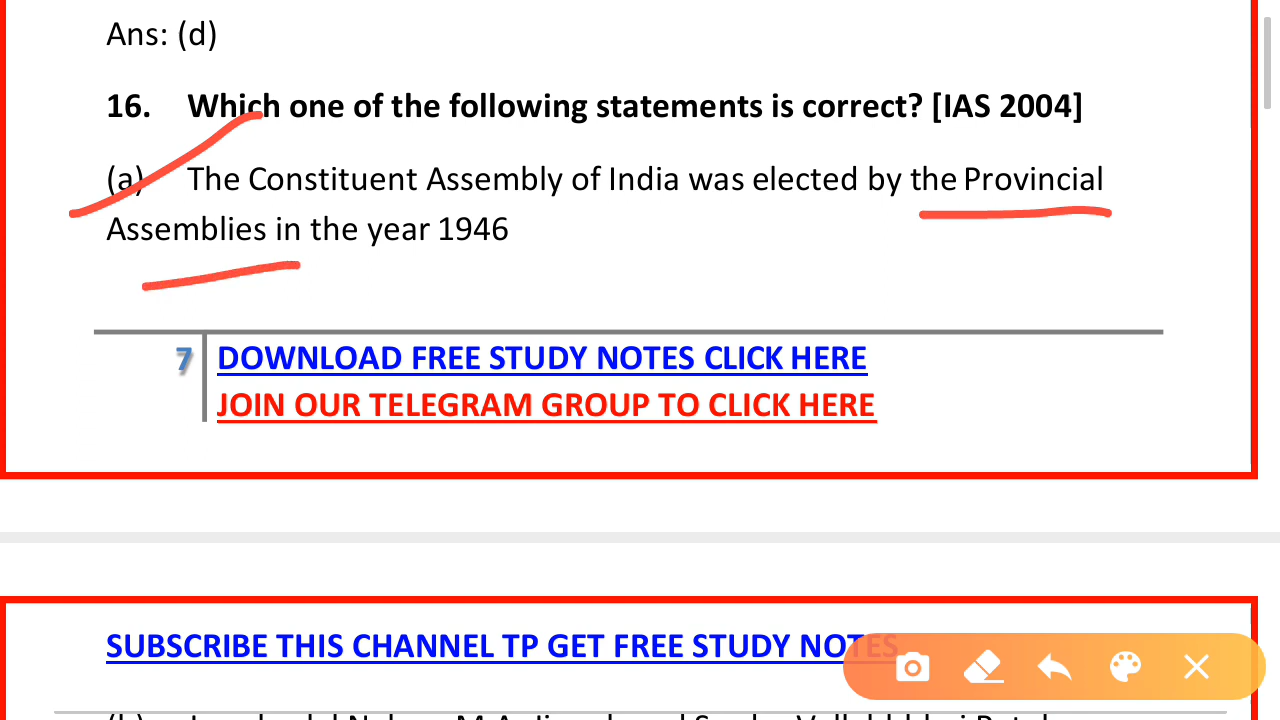 Ans: (d)
16. Which one of the following statements is correct? [IAS 2004]
(a) The Constituent Assembly of India was elected by the Provincial
Assemblies in the year 1946
7 DOWNLOAD FREE STUDY NOTES CLICK HERE
JOIN OUR TELEGRAM GROUP TO CLICK HERE
SUBSCRIBE THIS CHANNEL TP GET FREE STUDY NOTES